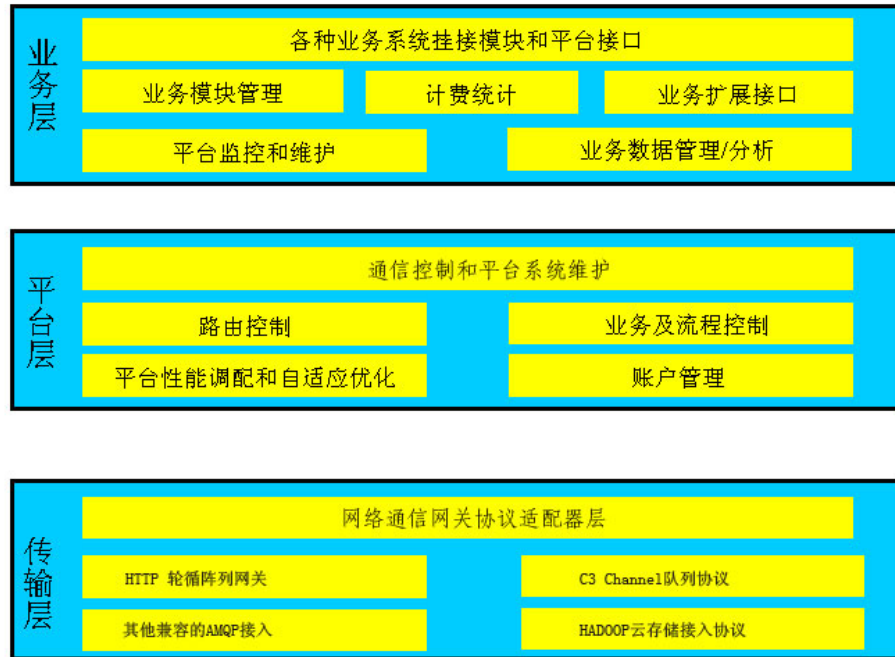 业务层
各种业务系统挂接模块和平台接口
业务模块管理
计费统计
业务扩展接口
平台监控和维护
业务数据管理/分析
平台层
通信控制和平台系统维护
路由控制
业务及流程控制
平台性能调配和自适应优化
账户管理
传输层
网络通信网关协议适配器层
HTTP 轮循阵列网关
C3 Channel队列协议
其他兼容的AMQP接入
HADOOP云存储接入协议